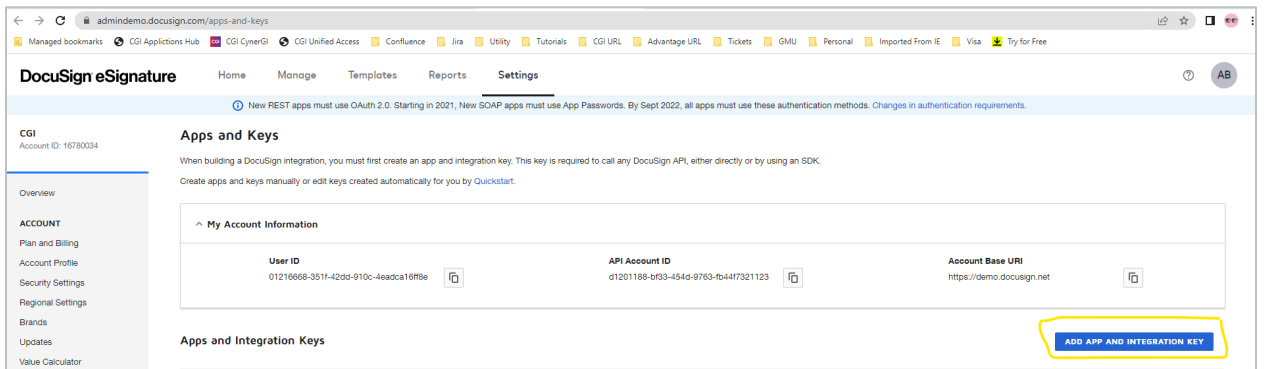 admindemo.docusign.com/apps-and-keys
Managed bookmarks CGI Applictions Hub CGI CGI CynerGI CGI Unified Access Confluence Jira Utility Tutorials CGI URL Advantage URL Tickets GMU Personal Imported From IE Visa Try for Free
DocuSign eSignature Home Manage Templates Reports Settings AB
New REST apps must use OAuth 2.0. Starting in 2021, New SOAP apps must use App Passwords. By Sept 2022, all apps must use these authentication methods. Changes in authentication requirements.
CGI
Account ID: 16780034
Overview
ACCOUNT
Plan and Billing
Account Profile
Security Settings
Regional Settings
Brands
Updates
Value Calculator
Apps and Keys
When building a DocuSign integration, you must first create an app and integration key. This key is required to call any DocuSign API, either directly or by using an SDK.
Create apps and keys manually or edit keys created automatically for you by Quickstart.
My Account Information
User ID
01216668-351f-42dd-910c-4eadca16ff8e
API Account ID
d1201188-bf33-454d-9763-fb44f7321123
Account Base URI
https://demo.docusign.net
Apps and Integration Keys
ADD APP AND INTEGRATION KEY